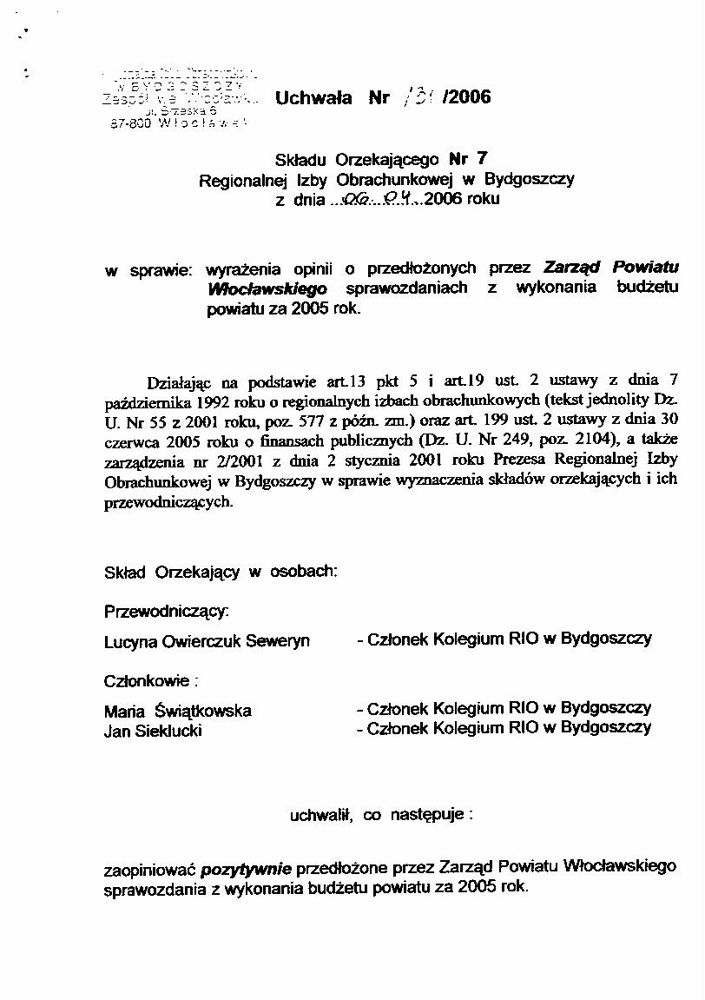 w BYDGOSZCZY
Zespół we Włocławku
ul. Brzeska 6
87-800 Włocławek
Uchwała Nr /2006
Składu Orzekającego Nr 7
Regionalnej Izby Obrachunkowej w Bydgoszczy
z dnia ...06...04...2006 roku
w sprawie: wyrażenia opinii o przedłożonych przez Zarząd Powiatu
Włocławskiego sprawozdaniach z wykonania budżetu
powiatu za 2005 rok.
Działając na podstawie art.13 pkt 5 i art.19 ust. 2 ustawy z dnia 7
października 1992 roku o regionalnych izbach obrachunkowych (tekst jednolity Dz.
U. Nr 55 z 2001 roku, poz. 577 z późn. zm.) oraz art. 199 ust. 2 ustawy z dnia 30
czerwca 2005 roku o finansach publicznych (Dz. U. Nr 249, poz. 2104), a także
zarządzenia nr 2/2001 z dnia 2 stycznia 2001 roku Prezesa Regionalnej Izby
Obrachunkowej w Bydgoszczy w sprawie wyznaczenia składów orzekających i ich
przewodniczących.
Skład Orzekający w osobach:
Przewodniczący:
Lucyna Owierczuk Seweryn - Członek Kolegium RIO w Bydgoszczy
Członkowie :
Maria Świątkowska - Członek Kolegium RIO w Bydgoszczy
Jan Sieklucki - Członek Kolegium RIO w Bydgoszczy
uchwalił, co następuje :
zaopiniować pozytywnie przedłożone przez Zarząd Powiatu Włocławskiego
sprawozdania z wykonania budżetu powiatu za 2005 rok.